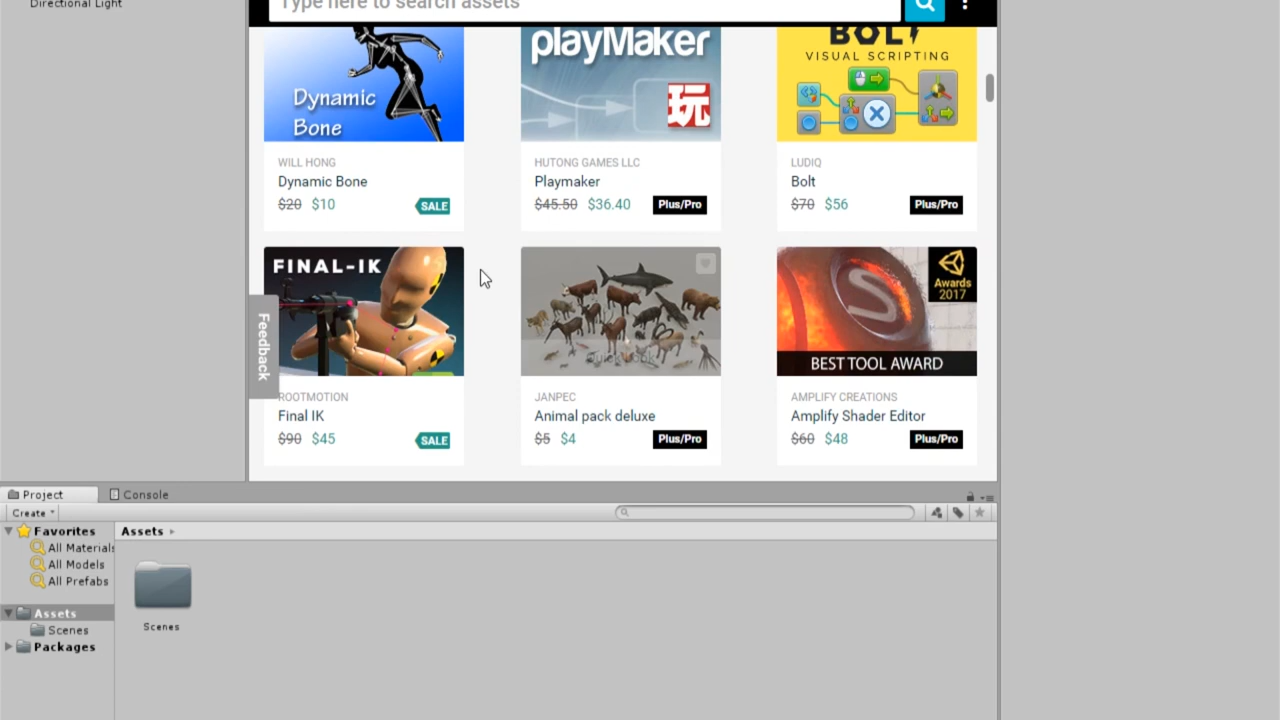 Directional Light
Type here to search assets
Dynamic
Bone
playMaker
玩
BOLT
VISUAL SCRIPTING
WILL HONG
Dynamic Bone
$20 $10
SALE
HUTONG GAMES LLC
Playmaker
$45.50 $36.40
Plus/Pro
LUDIQ
Bolt
$70 $56
Plus/Pro
FINAL-IK
Quick look
Awards
2017
BEST TOOL AWARD
Feedback
ROOTMOTION
Final IK
$90 $45
SALE
JANPEC
Animal pack deluxe
$5 $4
Plus/Pro
AMPLIFY CREATIONS
Amplify Shader Editor
$60 $48
Plus/Pro
Project
Console
Create
Favorites
All Materials
All Models
All Prefabs
Assets
Scenes
Packages
Assets
Scenes